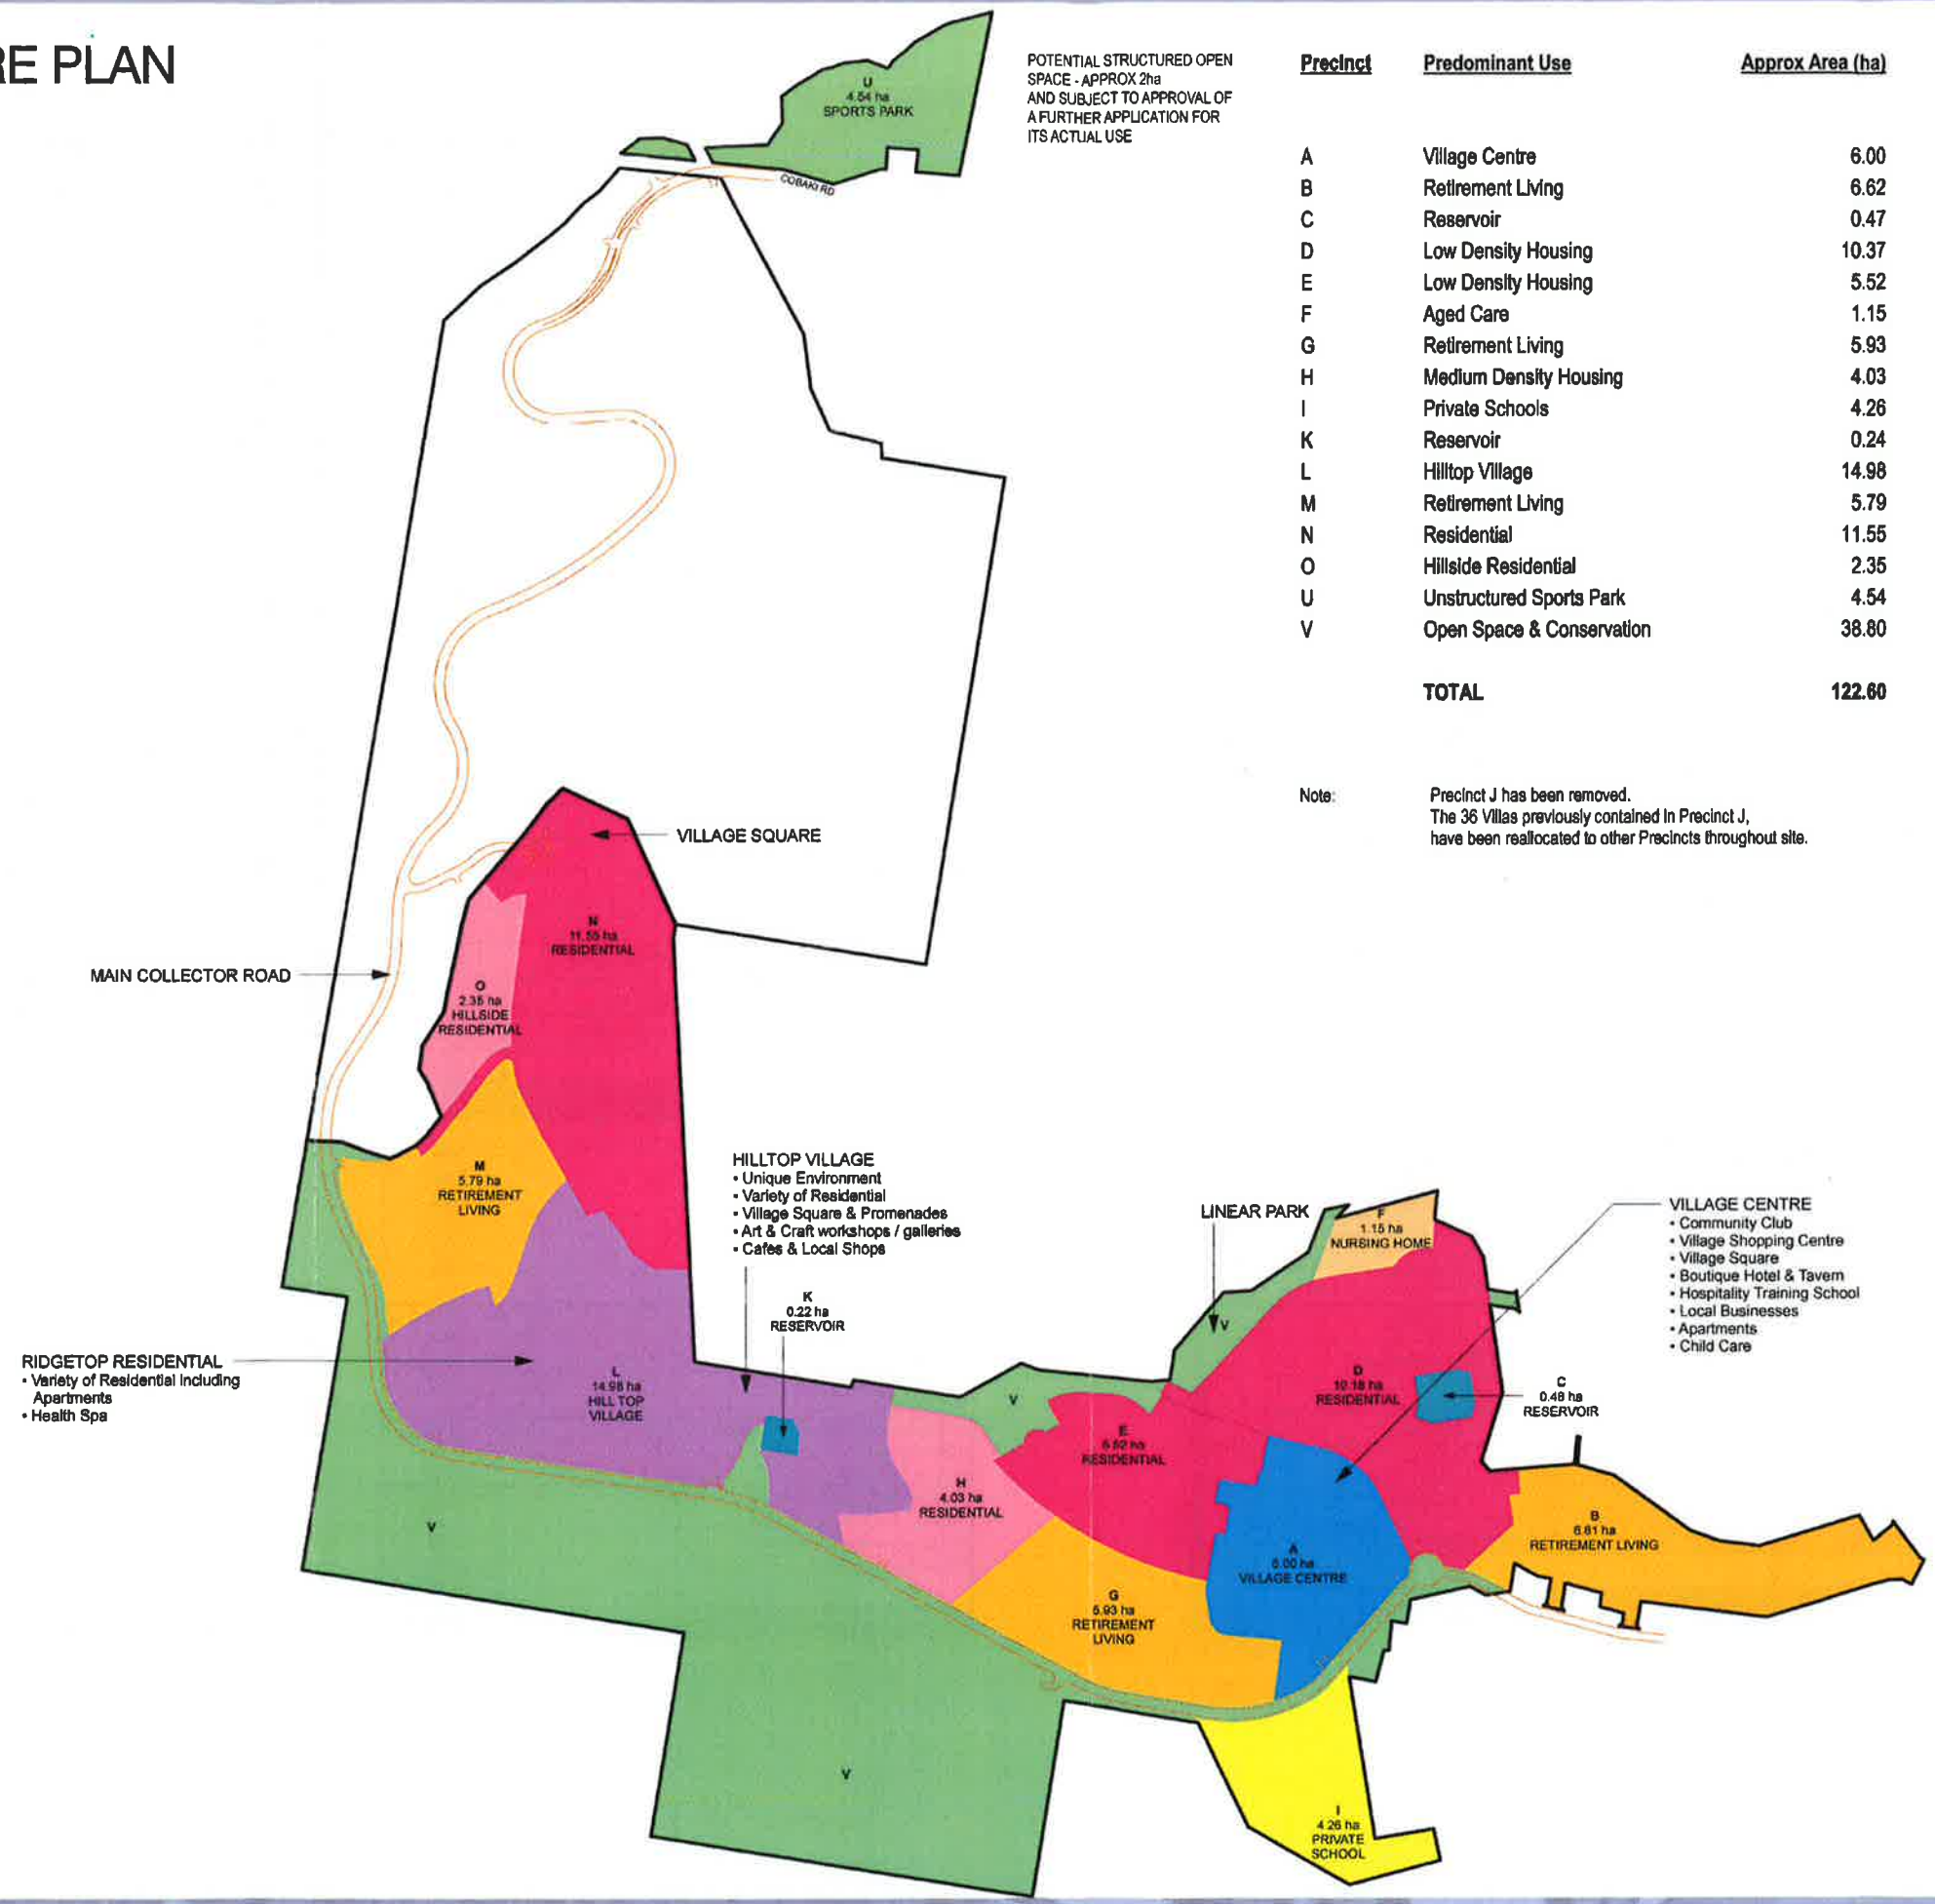 RE PLAN
POTENTIAL STRUCTURED OPEN
SPACE - APPROX 2ha
AND SUBJECT TO APPROVAL OF
A FURTHER APPLICATION FOR
ITS ACTUAL USE
U
4.54 ha
SPORTS PARK
COBAKI RD
Precinct Predominant Use Approx Area (ha)
A Village Centre 6.00
B Retirement Living 6.62
C Reservoir 0.47
D Low Density Housing 10.37
E Low Density Housing 5.52
F Aged Care 1.15
G Retirement Living 5.93
H Medium Density Housing 4.03
I Private Schools 4.26
K Reservoir 0.24
L Hilltop Village 14.98
M Retirement Living 5.79
N Residential 11.55
O Hillside Residential 2.35
U Unstructured Sports Park 4.54
V Open Space & Conservation 38.80
TOTAL 122.60
Note: Precinct J has been removed.
The 36 Villas previously contained in Precinct J,
have been reallocated to other Precincts throughout site.
VILLAGE SQUARE
N
11.55 ha
RESIDENTIAL
MAIN COLLECTOR ROAD
O
2.35 ha
HILLSIDE
RESIDENTIAL
M
5.79 ha
RETIREMENT
LIVING
HILLTOP VILLAGE
• Unique Environment
• Variety of Residential
• Village Square & Promenades
• Art & Craft workshops / galleries
• Cafes & Local Shops
K
0.22 ha
RESERVOIR
LINEAR PARK
F
1.15 ha
NURSING HOME
VILLAGE CENTRE
• Community Club
• Village Shopping Centre
• Village Square
• Boutique Hotel & Tavern
• Hospitality Training School
• Local Businesses
• Apartments
• Child Care
V
RIDGETOP RESIDENTIAL
• Variety of Residential Including
Apartments
• Health Spa
L
14.98 ha
HILL TOP
VILLAGE
V
D
10.18 ha
RESIDENTIAL
C
0.48 ha
RESERVOIR
E
5.52 ha
RESIDENTIAL
H
4.03 ha
RESIDENTIAL
V
A
6.00 ha
VILLAGE CENTRE
B
6.61 ha
RETIREMENT LIVING
G
5.93 ha
RETIREMENT
LIVING
V
I
4.26 ha
PRIVATE
SCHOOL